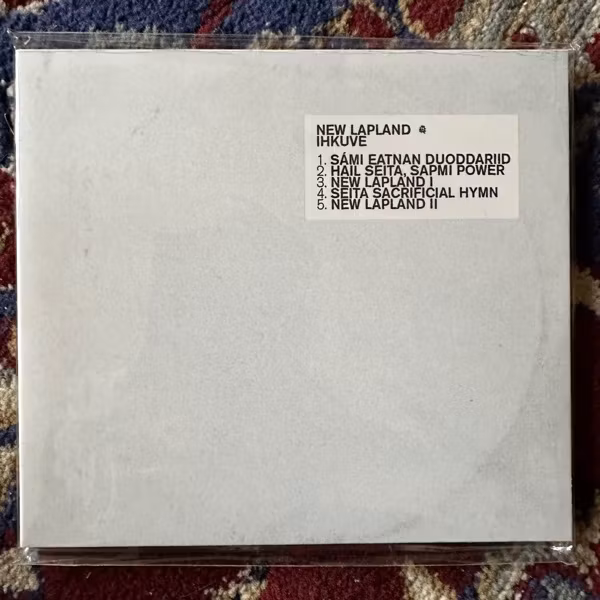 NEW LAPLAND
IHKUVE
1. SÁMI EATNAN DUODDARIID
2. HAIL SEITA, SAPMI POWER
3. NEW LAPLAND I
4. SEITA SACRIFICIAL HYMN
5. NEW LAPLAND II